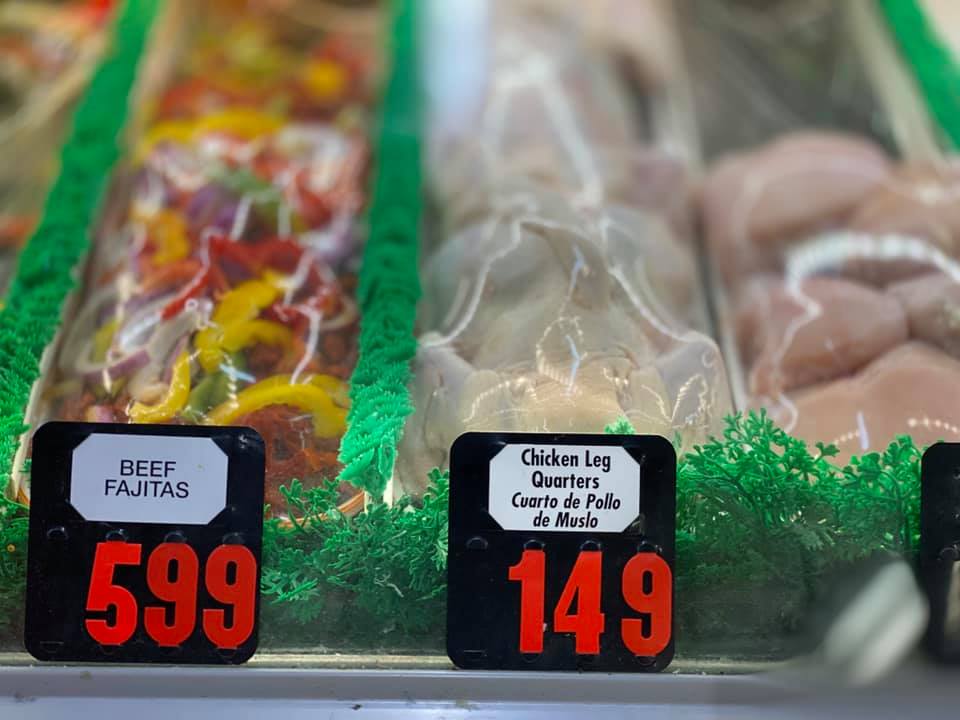 BEEF
FAJITAS
599
Chicken Leg
Quarters
Cuarto de Pollo
de Muslo
149